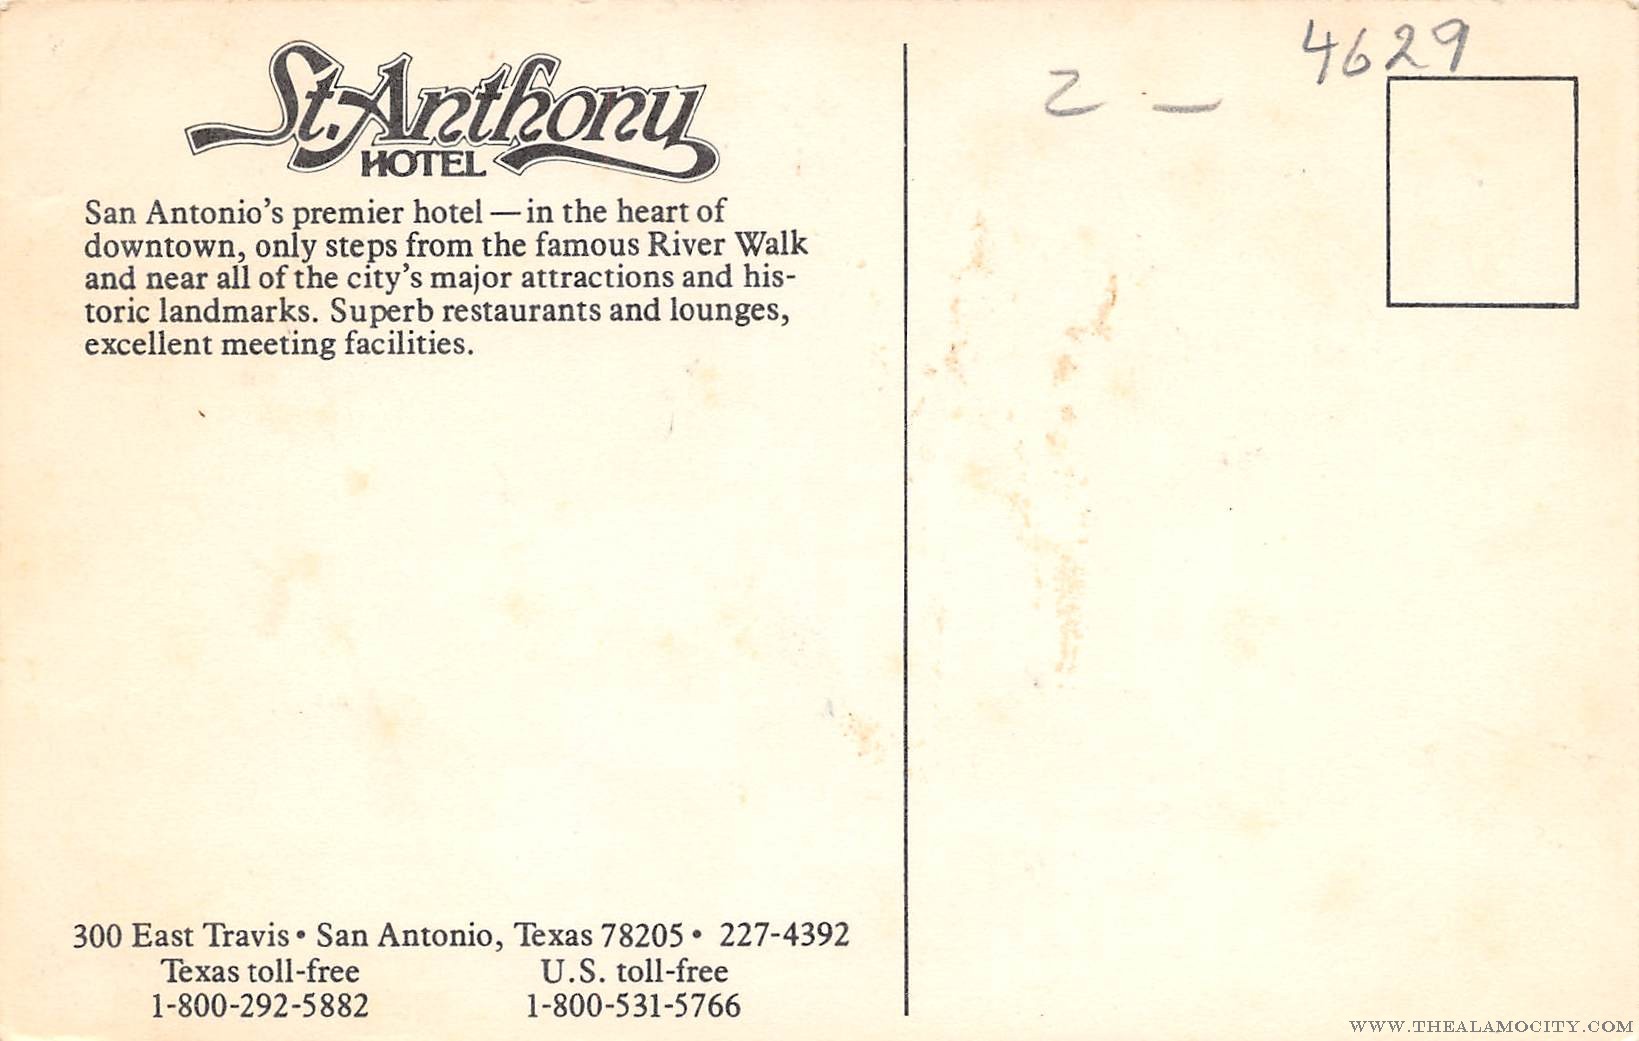 St. Anthony
HOTEL
San Antonio's premier hotel — in the heart of
downtown, only steps from the famous River Walk
and near all of the city's major attractions and his-
toric landmarks. Superb restaurants and lounges,
excellent meeting facilities.
300 East Travis • San Antonio, Texas 78205 • 227-4392
Texas toll-free U.S. toll-free
1-800-292-5882 1-800-531-5766
4629
2 —
WWW.THEALAMOCITY.COM